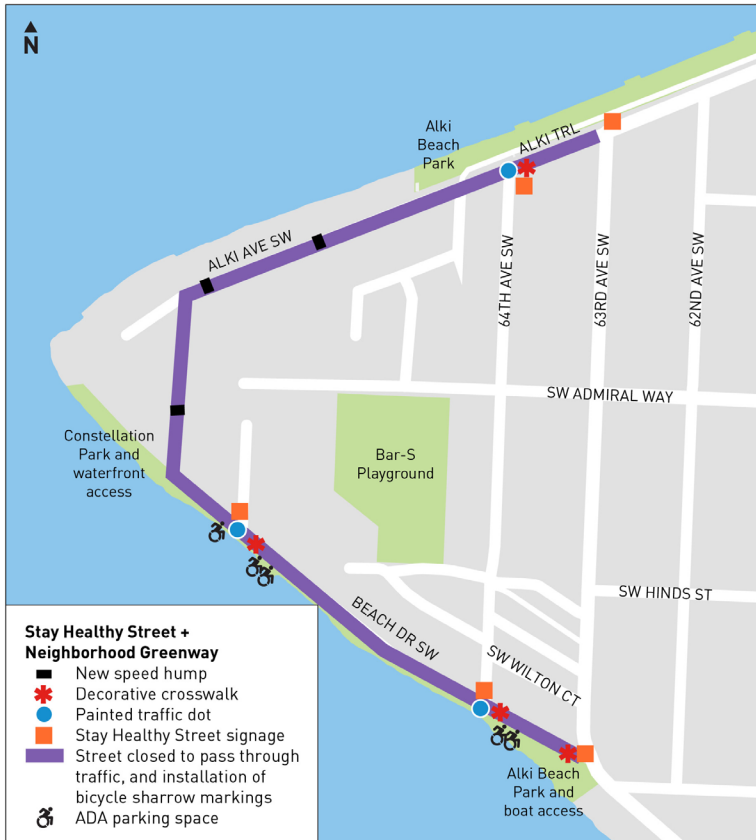 N
Alki
Beach
Park
ALKI TRL
ALKI AVE SW
64TH AVE SW
63RD AVE SW
62ND AVE SW
SW ADMIRAL WAY
Constellation
Park and
waterfront
access
Bar-S
Playground
SW HINDS ST
BEACH DR SW
SW WILTON CT
Alki Beach
Park and
boat access
Stay Healthy Street +
Neighborhood Greenway
New speed hump
Decorative crosswalk
Painted traffic dot
Stay Healthy Street signage
Street closed to pass through
traffic, and installation of
bicycle sharrow markings
ADA parking space